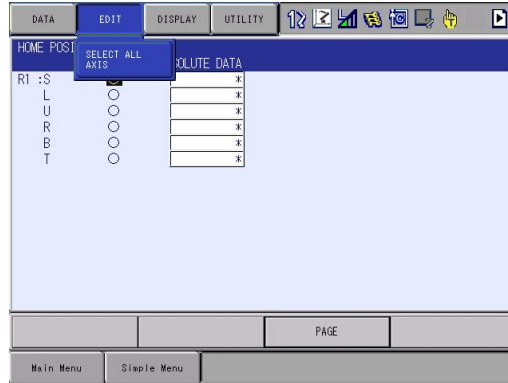 DATA EDIT DISPLAY UTILITY
HOME POSI
SELECT ALL
AXIS
OLUTE DATA
R1 :S *
L *
U *
R *
B *
T *
PAGE
Main Menu Simple Menu